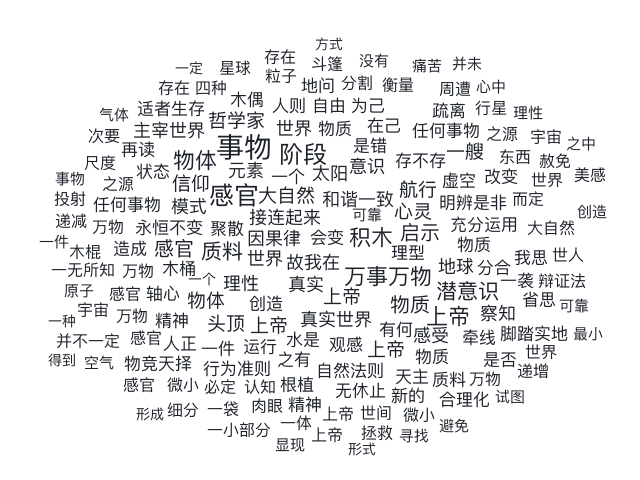 方式
存在 斗篷 没有 痛苦 并未
一定 星球 粒子
存在 四种 地问 分割 衡量 周遭 心中
气体 适者生存 木偶 人则 自由 为己 疏离 行星 理性
次要 主宰世界 哲学家 世界 物质 在己 任何事物 之源 宇宙 之中
尺度 再读 物体 事物 阶段 是错 存不存 一艘 东西 赦免
事物 之源 状态 信仰 元素 一个 太阳 意识 航行 虚空 改变 世界 美感
投射 任何事物 模式 感官 大自然 和谐一致 心灵 明辨是非 而定 创造
递减 万物 永恒不变 聚散 接连起来 可靠 启示 充分运用 大自然
一件 木棍 造成 感官 质料 因果律 会变 积木 理型 物质
一无所知 万物 木桶 世界 故我在 地球 分合 我思 世人
原子 感官 轴心 一个 理性 真实 万事万物 潜意识 一袭 辩证法
宇宙 物体 创造 上帝 物质 上帝 察知 省思 可靠
一种 万物 精神 头顶 上帝 真实世界 有何 感受 牵线 脚踏实地 最小
并不一定 感官 人正 一件 运行 水是 观感 上帝 物质 是否 世界
得到 空气 物竞天择 行为准则 之有 自然法则 天主 质料 万物 递增
感官 微小 必定 认知 根植 无休止 新的 合理化 试图
形成 细分 一袋 肉眼 精神 上帝 世间 微小
一小部分 一体 上帝 拯救 寻找 避免
显现 形式